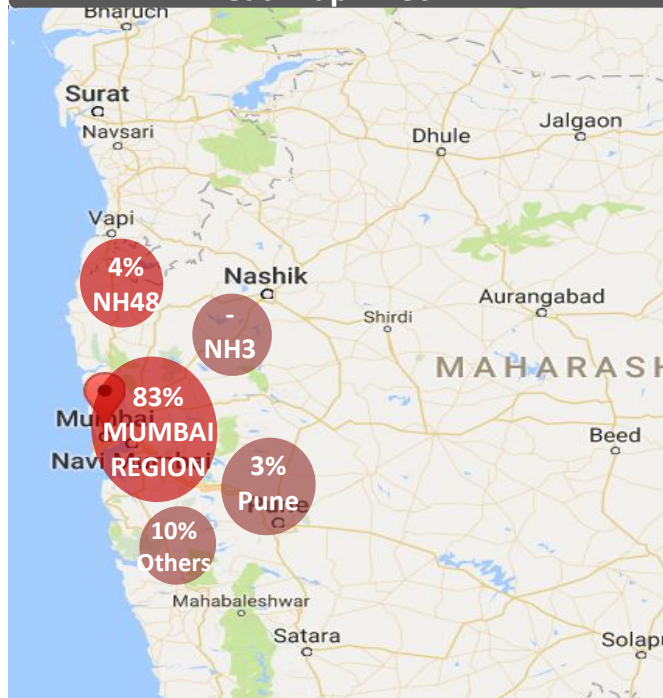 Bharuch
Surat
Navsari
Dhule
Jalgaon
Vapi
4%
NH48
Nashik
Aurangabad
-
NH3
Shirdi
MAHARASH
83%
MUMBAI
REGION
Mumbai
Beed
3%
Pune
10%
Others
Mahabaleshwar
Satara
Solapu